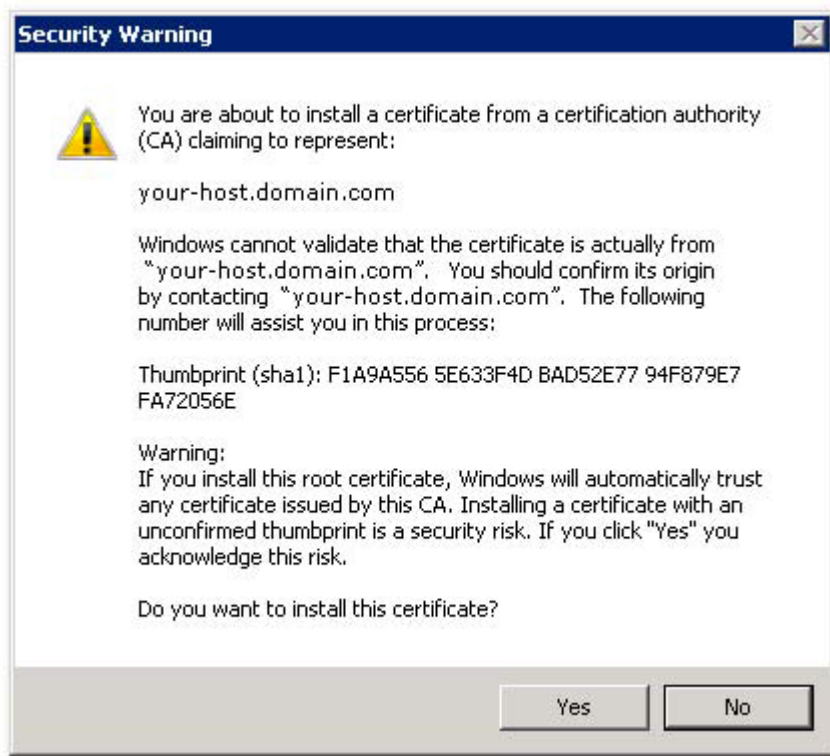 Security Warning
You are about to install a certificate from a certification authority
(CA) claiming to represent:
your-host.domain.com
Windows cannot validate that the certificate is actually from
“your-host.domain.com”. You should confirm its origin
by contacting “your-host.domain.com”. The following
number will assist you in this process:
Thumbprint (sha1): F1A9A556 5E633F4D BAD52E77 94F879E7
FA72056E
Warning:
If you install this root certificate, Windows will automatically trust
any certificate issued by this CA. Installing a certificate with an
unconfirmed thumbprint is a security risk. If you click "Yes" you
acknowledge this risk.
Do you want to install this certificate?
Yes No